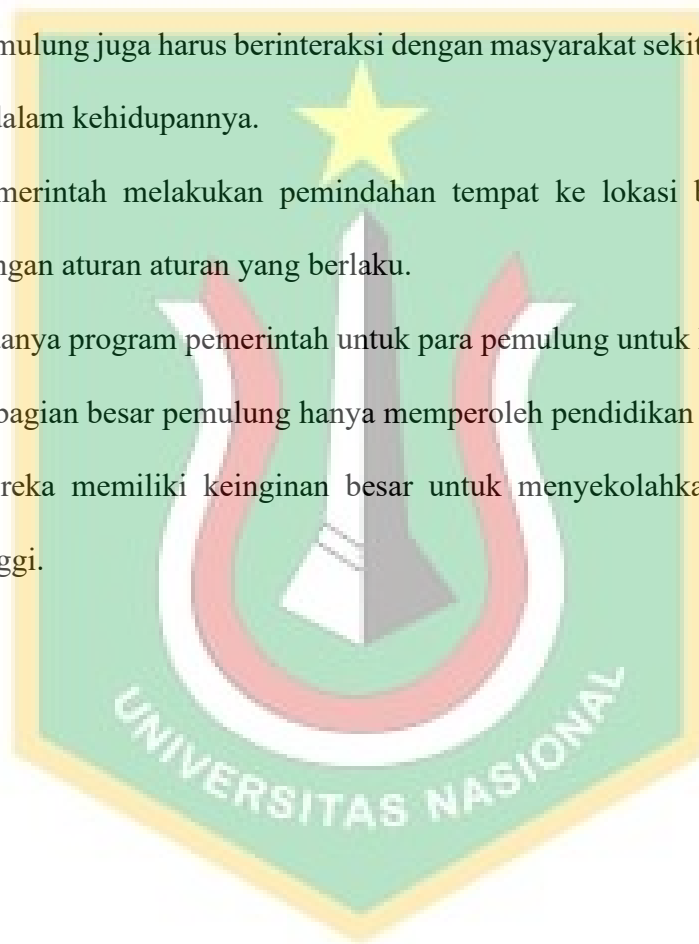 mulung juga harus berinteraksi dengan masyarakat sekit
dalam kehidupannya.
merintah melakukan pemindahan tempat ke lokasi b
ngan aturan aturan yang berlaku.
anya program pemerintah untuk para pemulung untuk
bagian besar pemulung hanya memperoleh pendidikan
reka memiliki keinginan besar untuk menyekolahka
ggi.
UNIVERSITAS NASIONAL